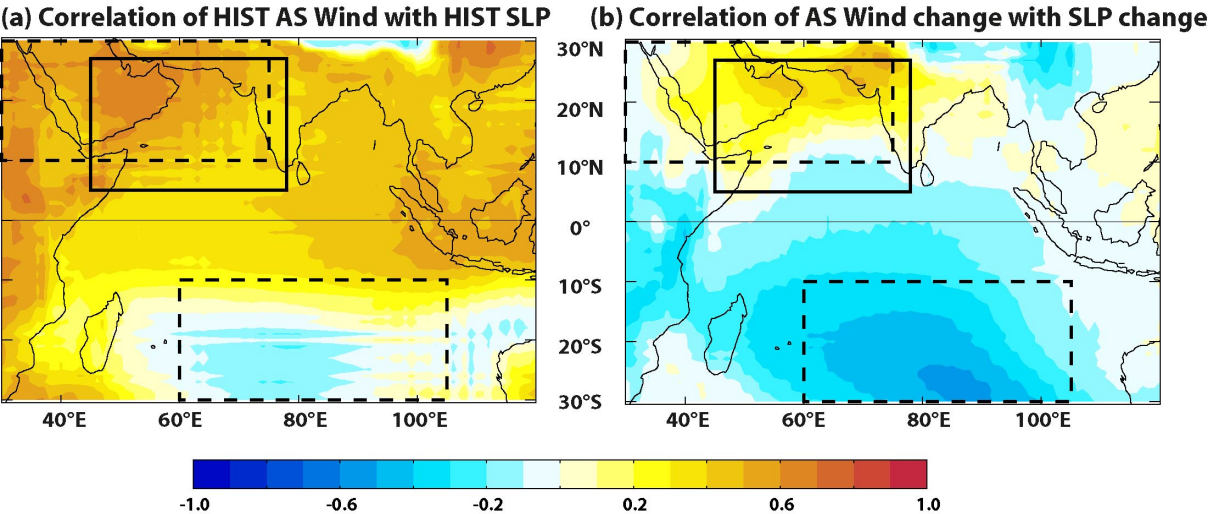 (a) Correlation of HIST AS Wind with HIST SLP
(b) Correlation of AS Wind change with SLP change
30°N
20°N
10°N
0°
10°S
20°S
30°S
40°E 60°E 80°E 100°E
40°E 60°E 80°E 100°E
-1.0 -0.6 -0.2 0.2 0.6 1.0